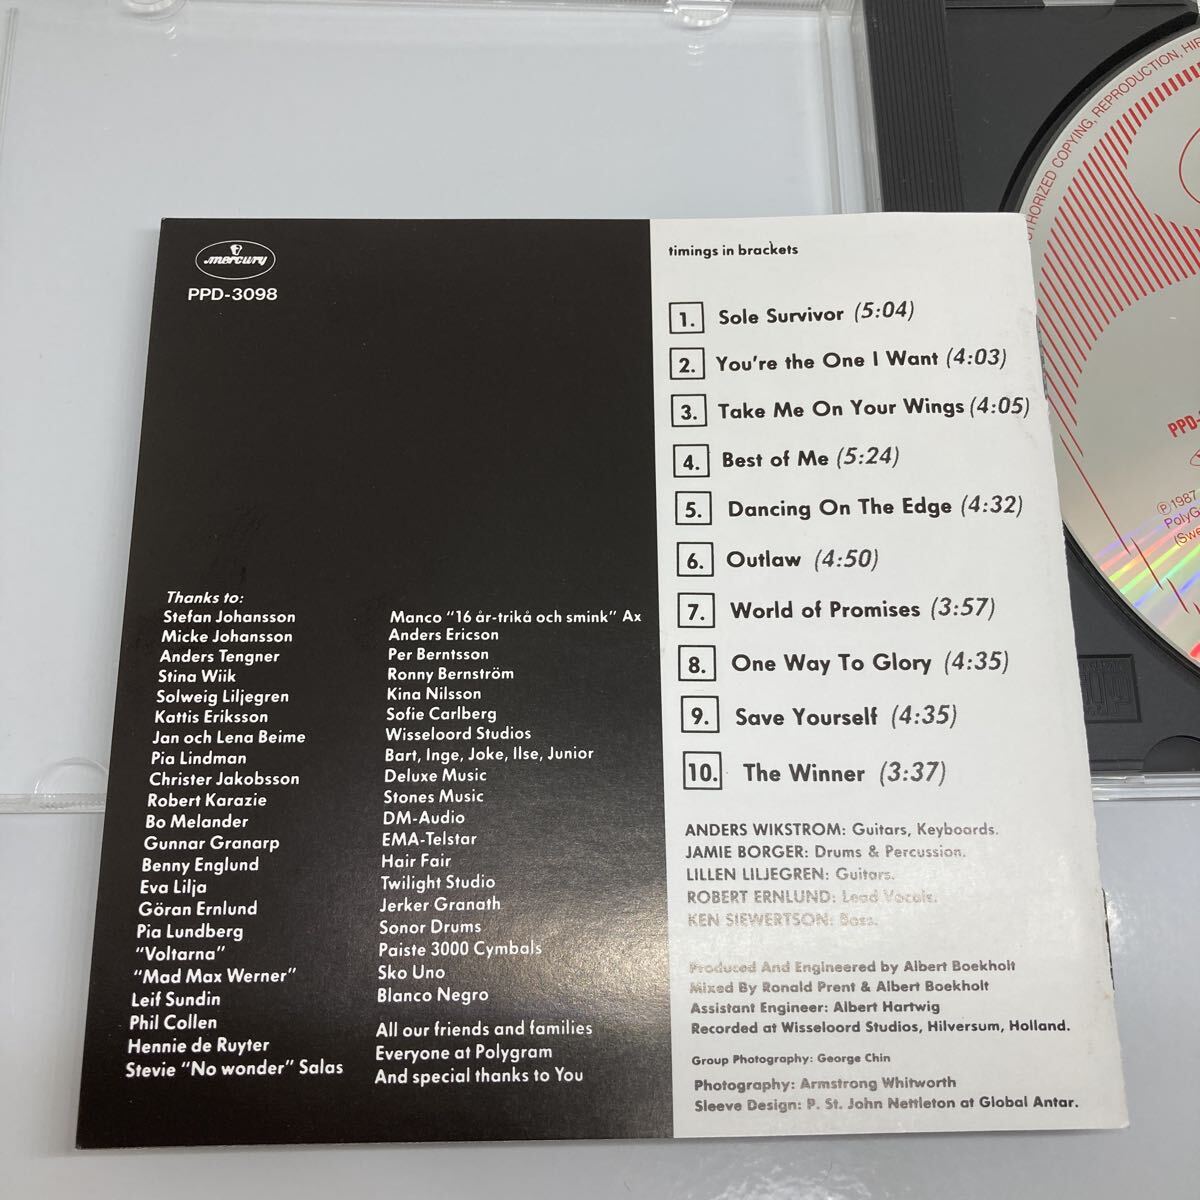 mercury
PPD-3098
Thanks to:
Stefan Johansson
Micke Johansson
Anders Tengner
Stina Wiik
Solweig Liljegren
Kattis Eriksson
Jan och Lena Beime
Pia Lindman
Christer Jakobsson
Robert Karazie
Bo Melander
Gunnar Granarp
Benny Englund
Eva Lilja
Göran Ernlund
Pia Lundberg
"Voltarna"
"Mad Max Werner"
Leif Sundin
Phil Collen
Hennie de Ruyter
Stevie "No wonder" Salas
Manco "16 år-trikå och smink" Ax
Anders Ericson
Per Berntsson
Ronny Bernström
Kina Nilsson
Sofie Carlberg
Wisseloord Studios
Bart, Inge, Joke, Ilse, Junior
Deluxe Music
Stones Music
DM-Audio
EMA-Telstar
Hair Fair
Twilight Studio
Jerker Granath
Sonor Drums
Paiste 3000 Cymbals
Sko Uno
Blanco Negro
All our friends and families
Everyone at Polygram
And special thanks to You
timings in brackets
1. Sole Survivor (5:04)
2. You're the One I Want (4:03)
3. Take Me On Your Wings (4:05)
4. Best of Me (5:24)
5. Dancing On The Edge (4:32)
6. Outlaw (4:50)
7. World of Promises (3:57)
8. One Way To Glory (4:35)
9. Save Yourself (4:35)
10. The Winner (3:37)
ANDERS WIKSTROM: Guitars, Keyboards.
JAMIE BORGER: Drums & Percussion.
LILLEN LILJEGREN: Guitars.
ROBERT ERNLUND: Lead Vocals.
KEN SIEWERTSON: Bass.
Produced And Engineered by Albert Boekholt
Mixed By Ronald Prent & Albert Boekholt
Assistant Engineer: Albert Hartwig
Recorded at Wisseloord Studios, Hilversum, Holland.
Group Photography: George Chin
Photography: Armstrong Whitworth
Sleeve Design: P. St. John Nettleton at Global Antar.
COPYING, REPRODUCTION,
PPD-
℗1987